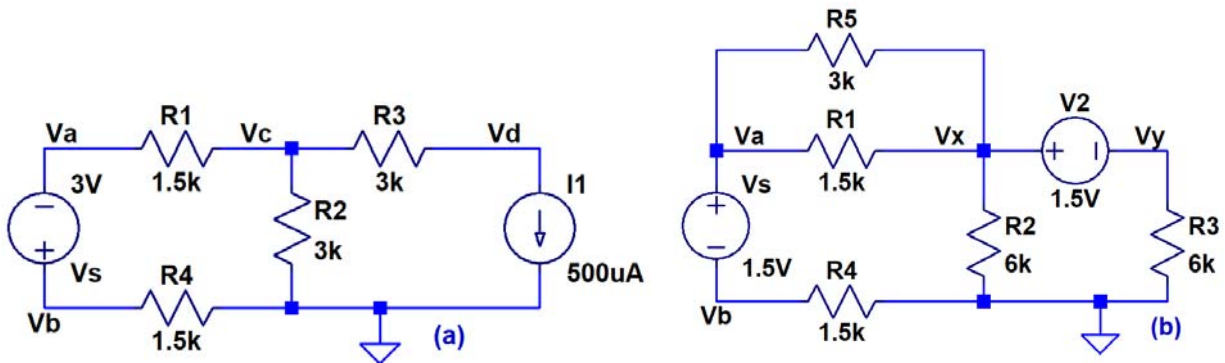 R5
3k
R1
R3
V2
Va
Vc
Vd
Va
R1
Vx
Vy
1.5k
3k
1.5k
3V
I1
Vs
1.5V
R2
3k
R2
6k
R3
6k
Vs
R4
500uA
1.5V
R4
Vb
1.5k
(a)
Vb
1.5k
(b)